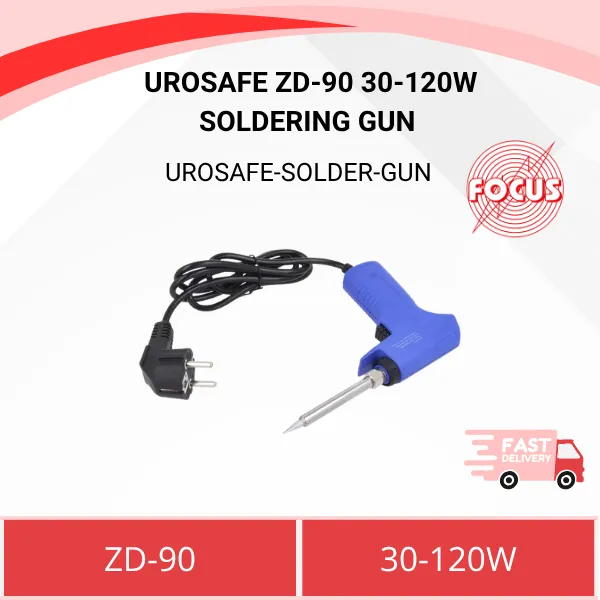 UROSAFE ZD-90 30-120W
SOLDERING GUN
UROSAFE-SOLDER-GUN
FOCUS
FAST
DELIVERY
ZD-90
30-120W